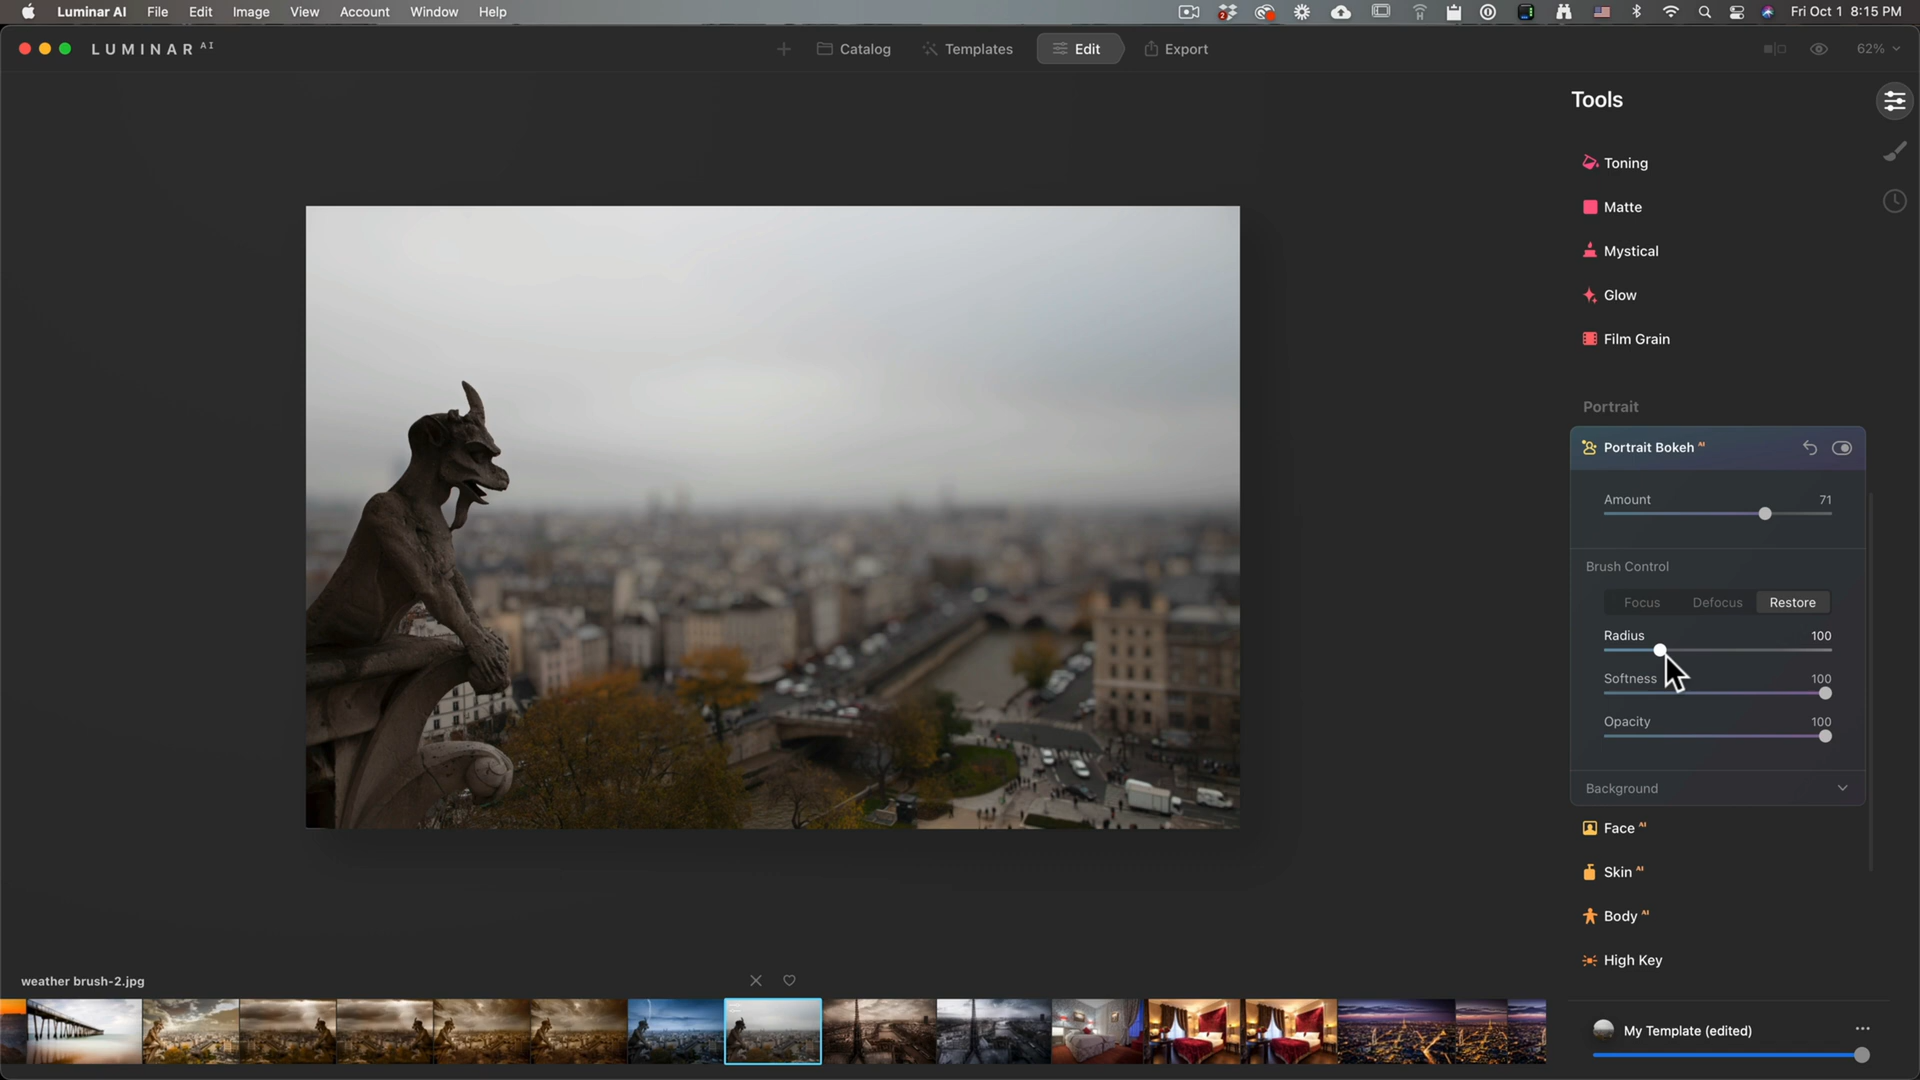 Luminar AI File Edit Image View Account Window Help
Fri Oct 1 8:15 PM
LUMINAR AI
Catalog Templates Edit Export
62%
Tools
Toning
Matte
Mystical
Glow
Film Grain
Portrait
Portrait Bokeh AI
Amount 71
Brush Control
Focus Defocus Restore
Radius 100
Softness 100
Opacity 100
Background
Face AI
Skin AI
Body AI
High Key
weather brush-2.jpg
My Template (edited)